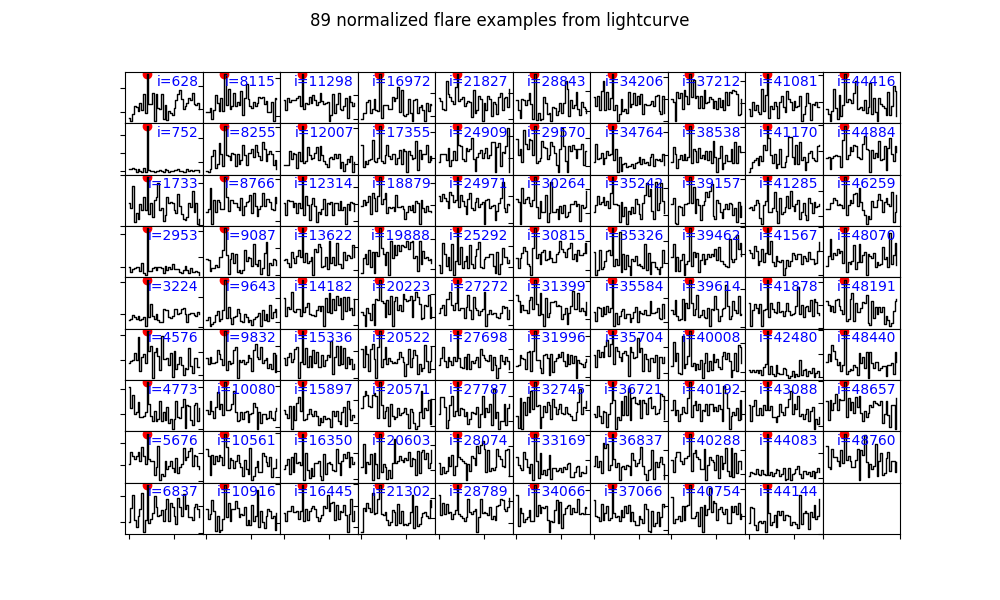 89 normalized flare examples from lightcurve
i=628 i=8115 i=11298 i=16972 i=21827 i=28843 i=34206 i=37212 i=41081 i=44416
i=752 i=8255 i=12007 i=17355 i=24909 i=29570 i=34764 i=38538 i=41170 i=44884
i=1733 i=8766 i=12314 i=18879 i=24971 i=30264 i=35242 i=39157 i=41285 i=46259
i=2953 i=9087 i=13622 i=19888 i=25292 i=30815 i=35326 i=39462 i=41567 i=48070
i=3224 i=9643 i=14182 i=20223 i=27272 i=31399 i=35584 i=39614 i=41878 i=48191
i=4576 i=9832 i=15336 i=20522 i=27698 i=31996 i=35704 i=40008 i=42480 i=48440
i=4773 i=10080 i=15897 i=20571 i=27787 i=32745 i=36721 i=40192 i=43088 i=48657
i=5676 i=10561 i=16350 i=20603 i=28074 i=33169 i=36837 i=40288 i=44083 i=48760
i=6837 i=10916 i=16445 i=21302 i=28789 i=34066 i=37066 i=40754 i=44144